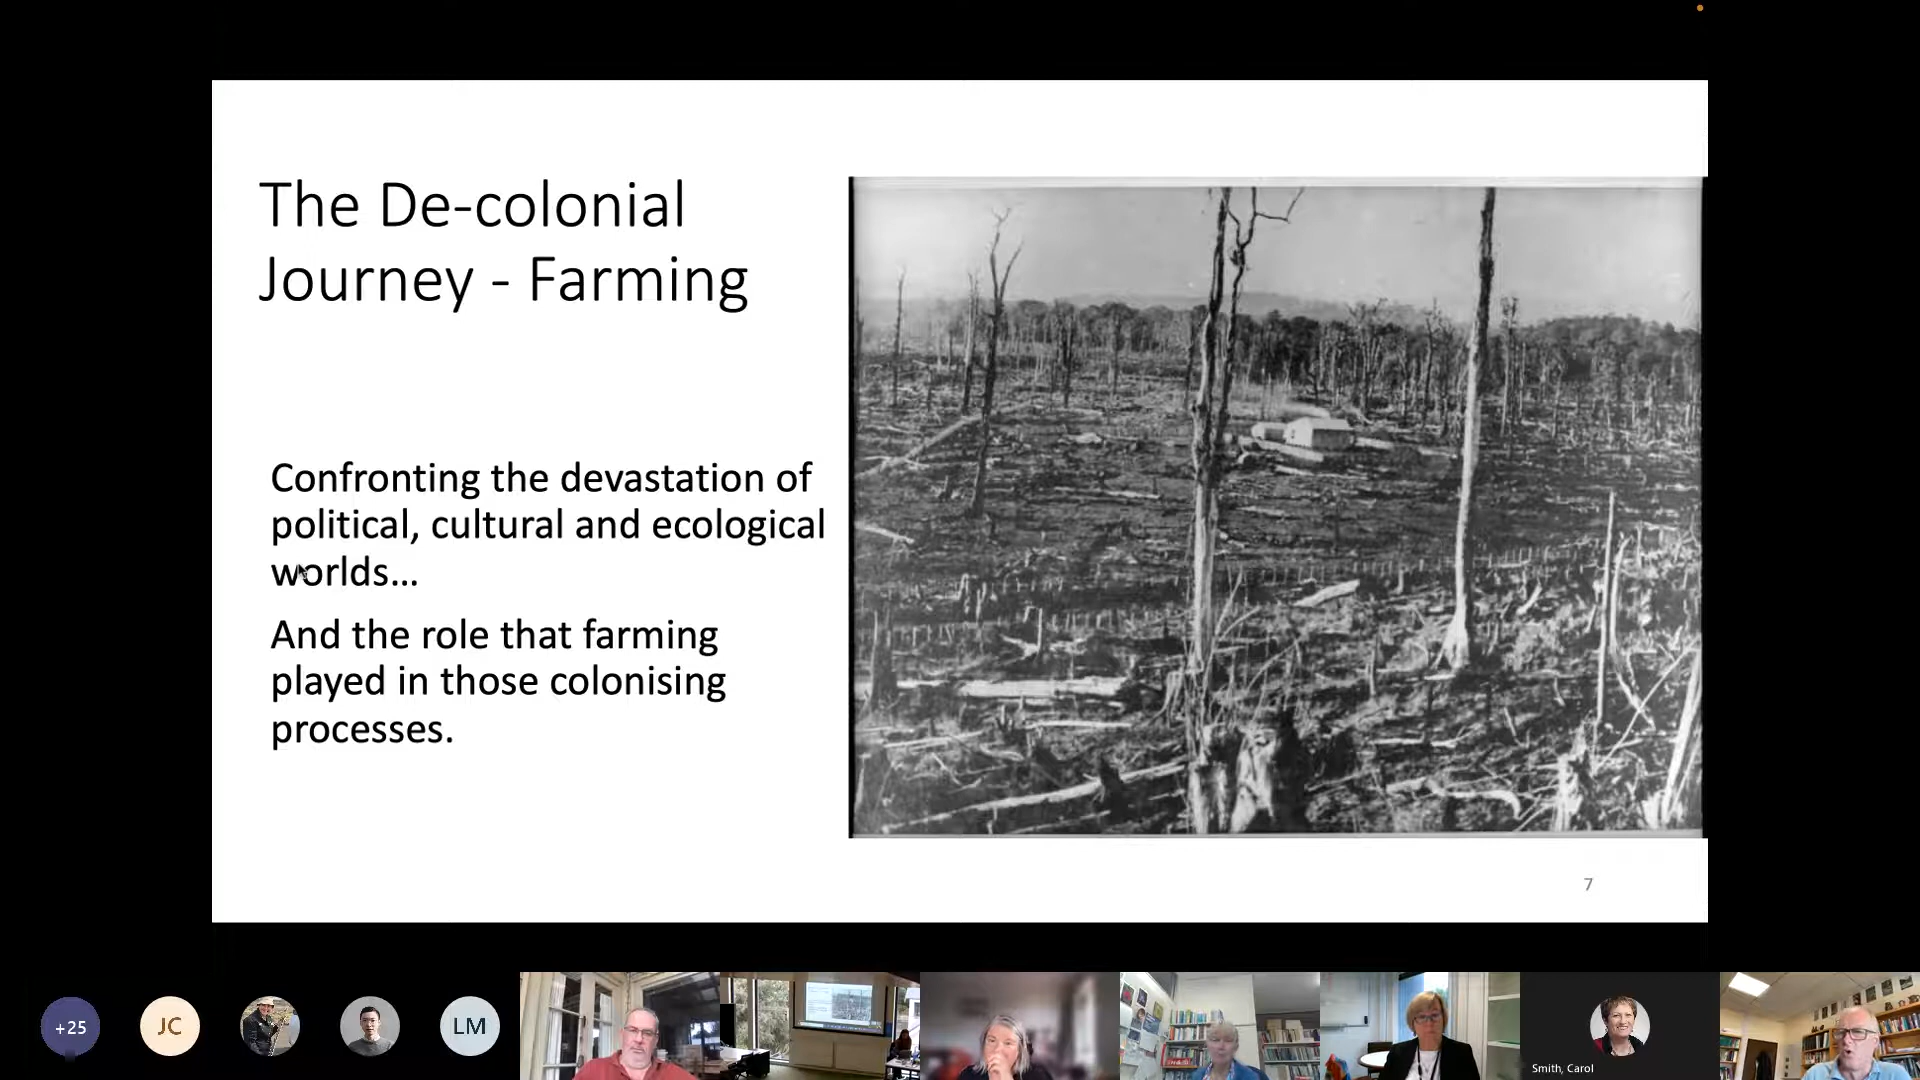 The De-colonial
Journey - Farming
Confronting the devastation of
political, cultural and ecological
worlds...
And the role that farming
played in those colonising
processes.
7
+25
JC
LM
Smith, Carol